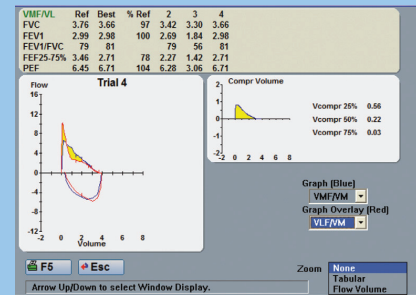 VMF/VL Ref Best % Ref 2 3 4
FVC 3.76 3.66 97 3.42 3.30 3.66
FEV1 2.99 2.98 100 2.69 1.84 2.98
FEV1/FVC 79 81 79 56 81
FEF25-75% 3.46 2.71 78 2.27 1.42 2.71
PEF 6.45 6.71 104 6.28 3.06 6.71
Flow Trial 4
16
12
8
4
0
-4
-8
-12
-2 0 2 4 6 8
Volume
Compr Volume
2
1
0
-1
-2
-2 0 2 4 6 8
Vcompr 25% 0.56
Vcompr 50% 0.22
Vcompr 75% 0.03
Graph (Blue)
VMF/VM
Graph Overlay (Red)
VLF/VM
F5 Esc
Zoom None
Tabular
Flow Volume
Arrow Up/Down to select Window Display.